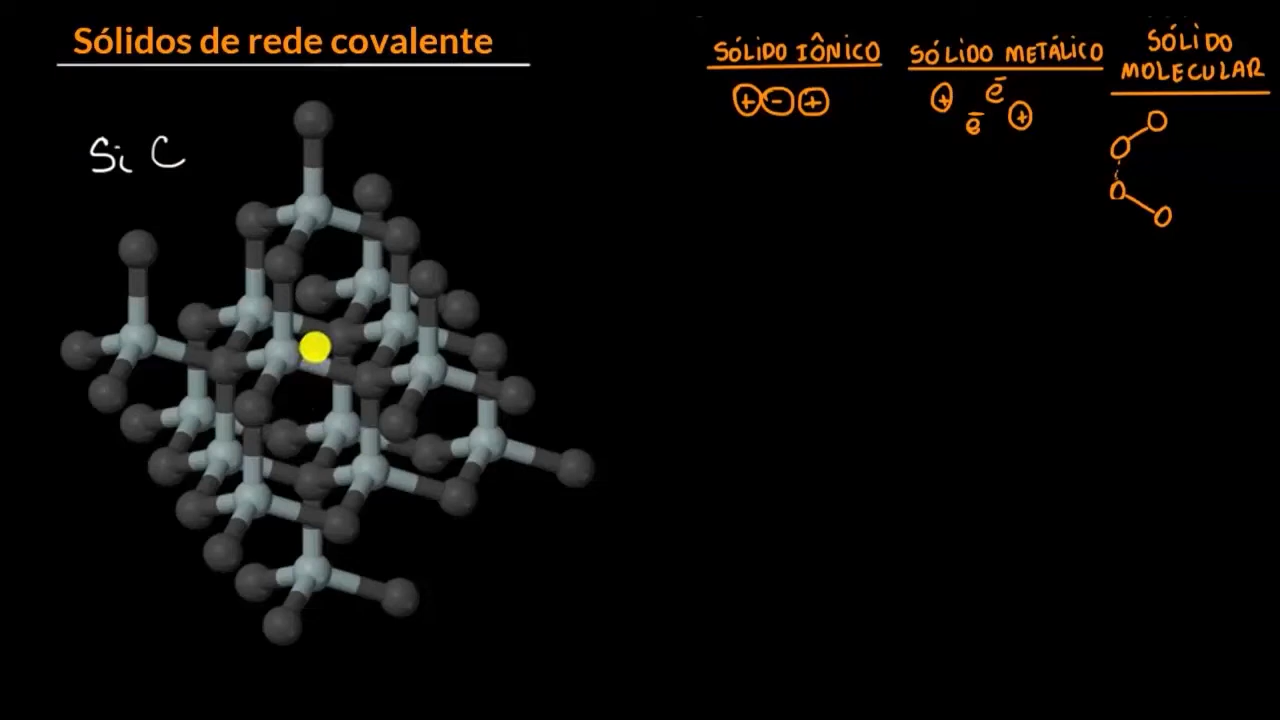 Sólidos de rede covalente
Si C
SÓLIDO IÔNICO
+ - +
SÓLIDO METÁLICO
+ e-
e- +
SÓLIDO
MOLECULAR